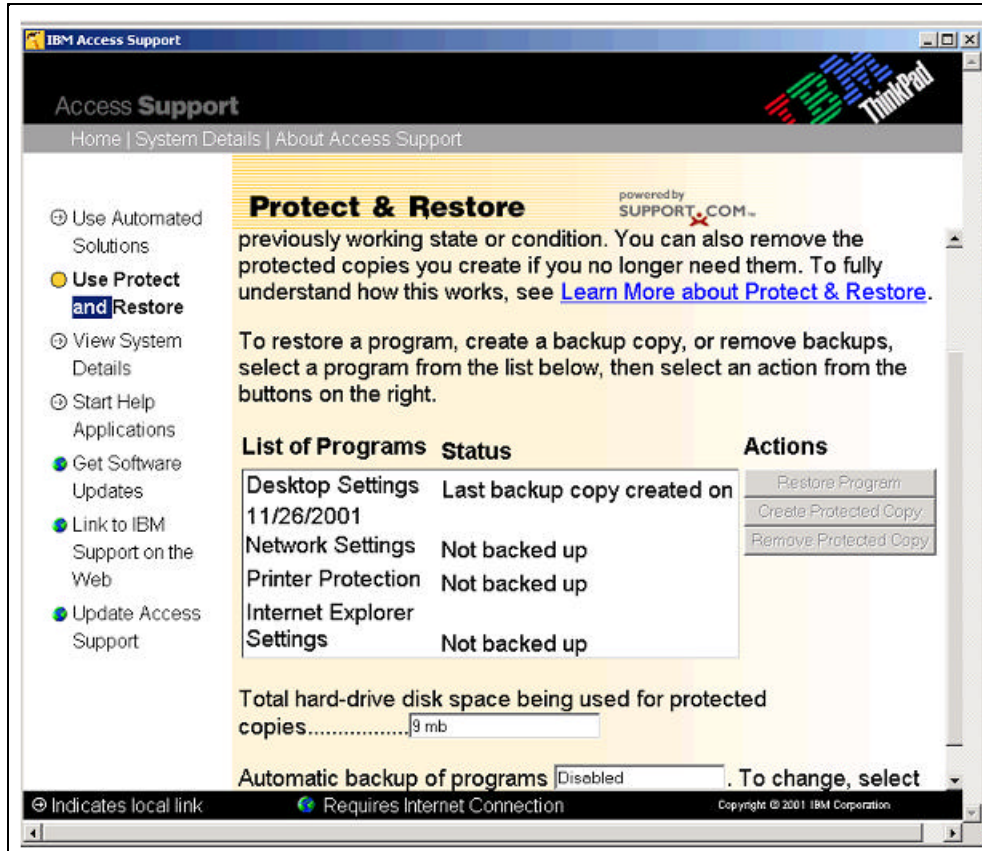 IBM Access Support
Access Support
IBM
ThinkPad
Home | System Details | About Access Support
Use Automated
Solutions
Use Protect
and Restore
View System
Details
Start Help
Applications
Get Software
Updates
Link to IBM
Support on the
Web
Update Access
Support
Protect & Restore
powered by
SUPPORT.COM
previously working state or condition. You can also remove the
protected copies you create if you no longer need them. To fully
understand how this works, see Learn More about Protect & Restore.
To restore a program, create a backup copy, or remove backups,
select a program from the list below, then select an action from the
buttons on the right.
List of Programs Status Actions
Desktop Settings Last backup copy created on
11/26/2001
Network Settings Not backed up
Printer Protection Not backed up
Internet Explorer
Settings Not backed up
Restore Program
Create Protected Copy
Remove Protected Copy
Total hard-drive disk space being used for protected
copies.................9 mb
Automatic backup of programs Disabled . To change, select
Indicates local link Requires Internet Connection Copyright © 2001 IBM Corporation